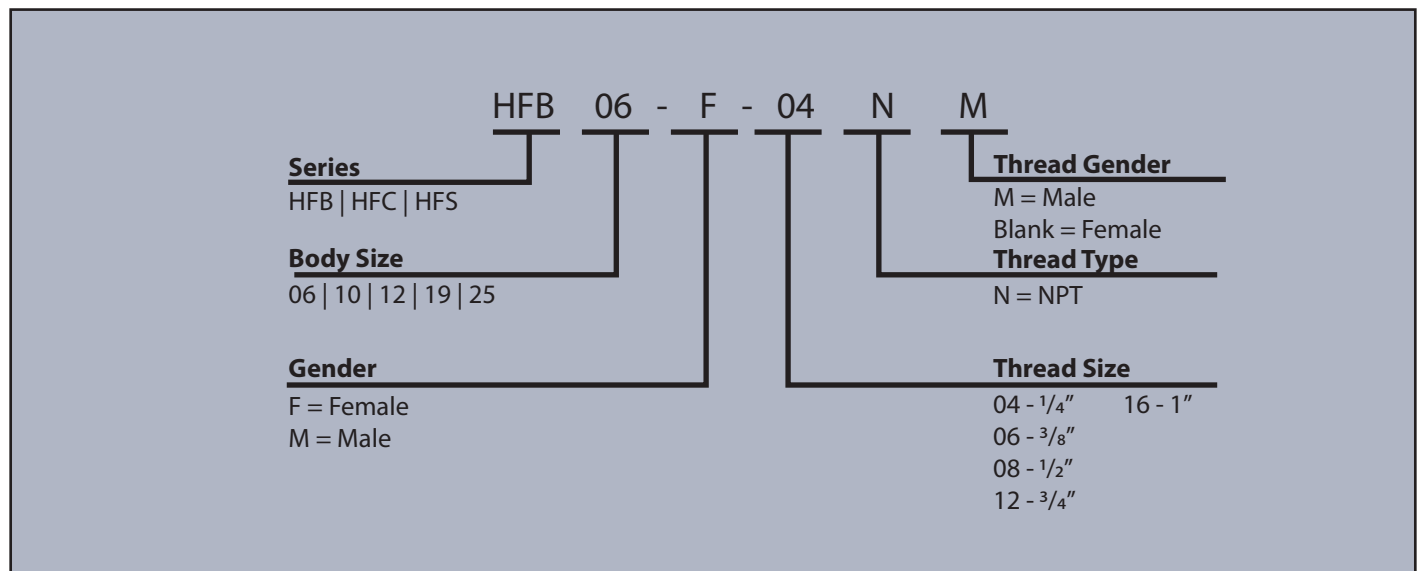 HFB 06 - F - 04 N M
Series
HFB | HFC | HFS
Body Size
06 | 10 | 12 | 19 | 25
Gender
F = Female
M = Male
Thread Gender
M = Male
Blank = Female
Thread Type
N = NPT
Thread Size
04 - ¹/₄” 16 - 1”
06 - ³/₈”
08 - ¹/₂”
12 - ³/₄”